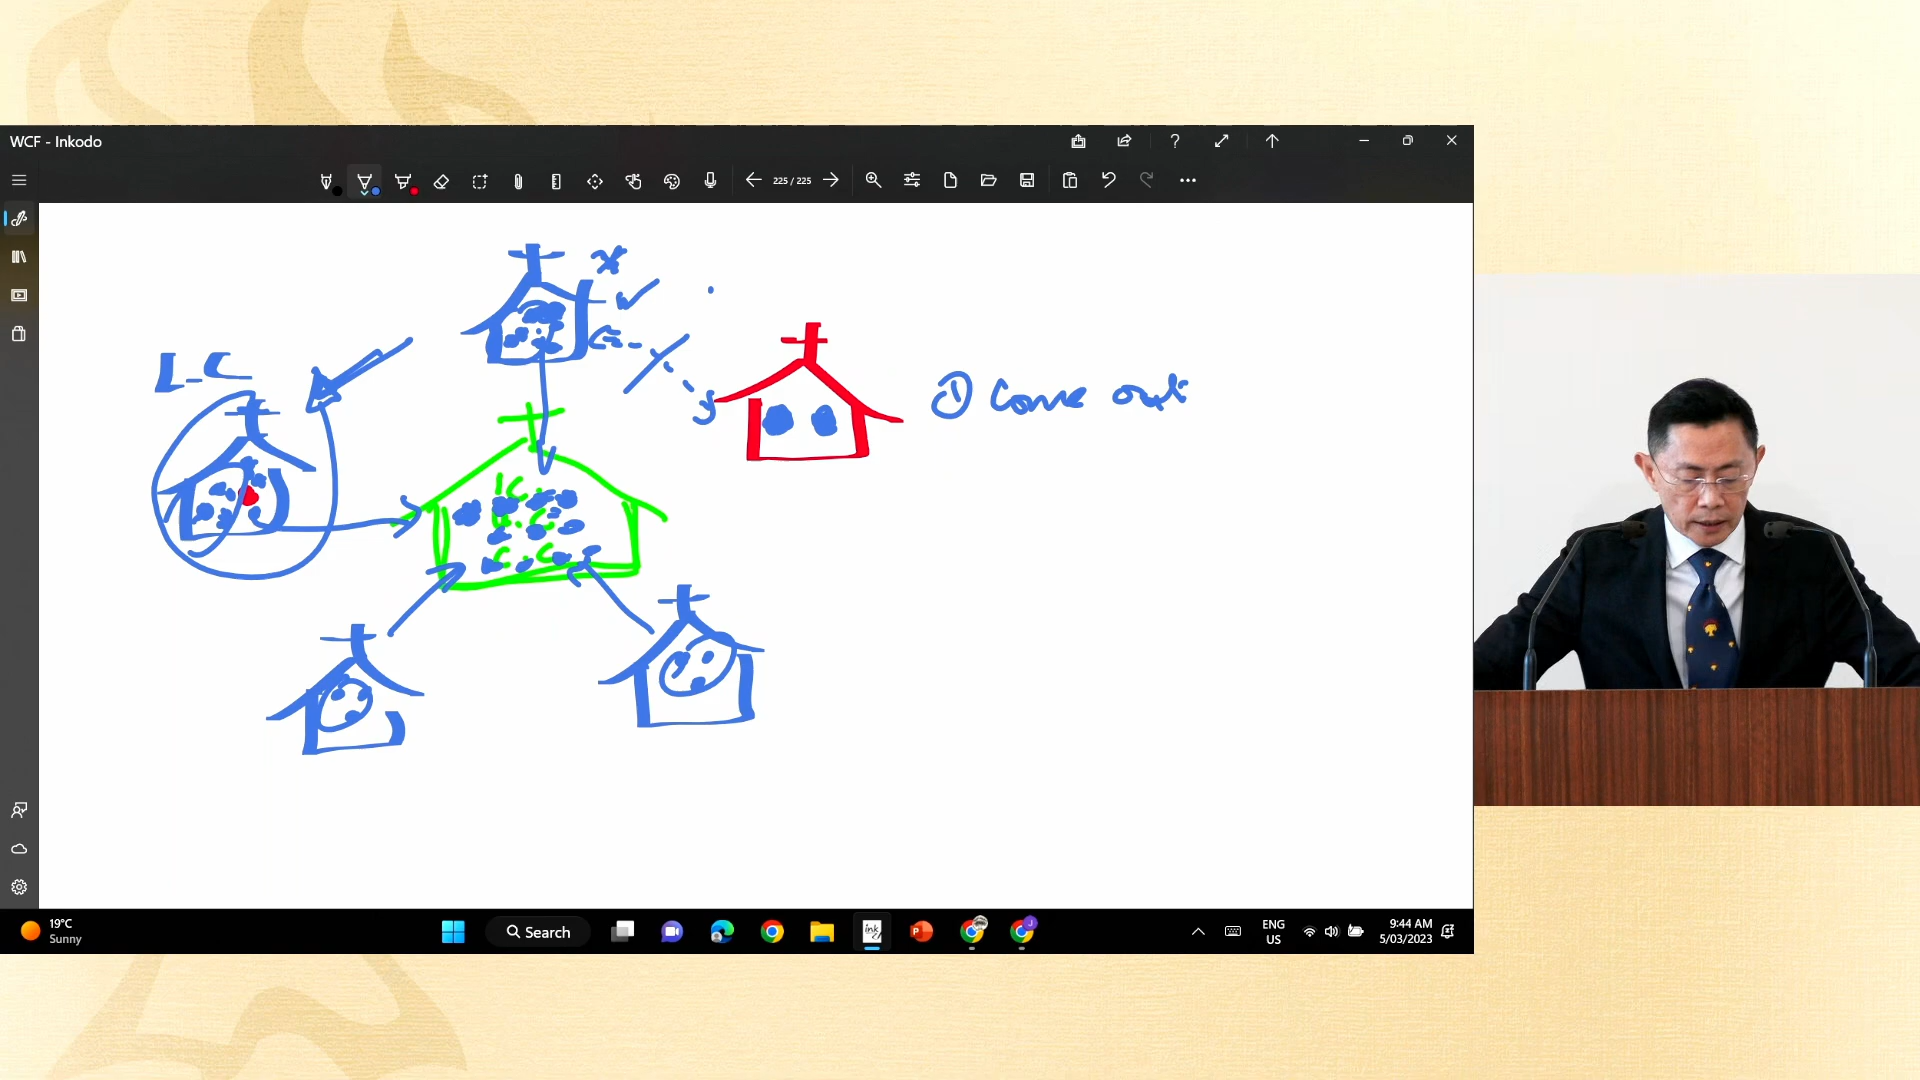 WCF - Inkodo
225 / 225
L-C
① Come out
I.C.
U.C.
C.C
19°C
Sunny
Search
ENG
US
9:44 AM
5/03/2023